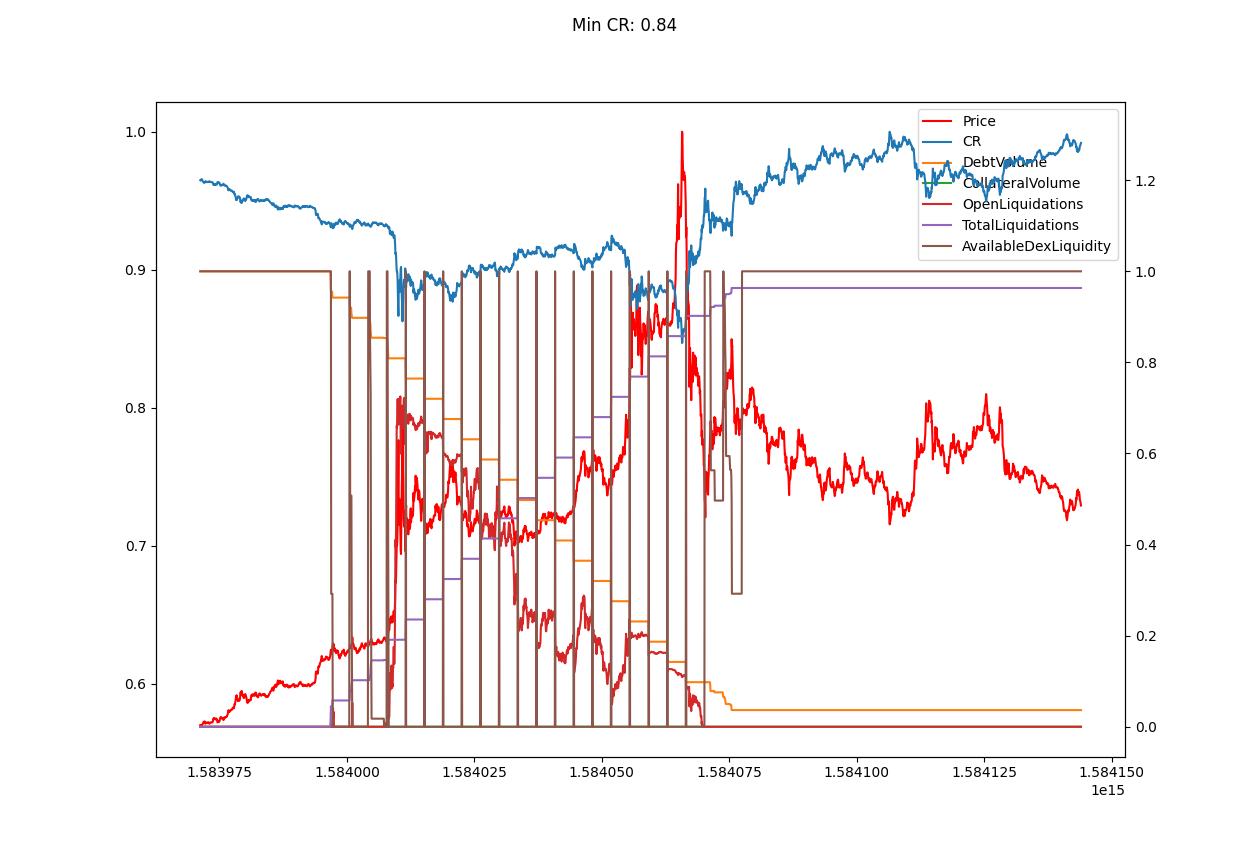 Min CR: 0.84
1.0
0.9
0.8
0.7
0.6
1.2
1.0
0.8
0.6
0.4
0.2
0.0
Price
CR
DebtVolume
CollateralVolume
OpenLiquidations
TotalLiquidations
AvailableDexLiquidity
1.583975 1.584000 1.584025 1.584050 1.584075 1.584100 1.584125 1.584150
1e15